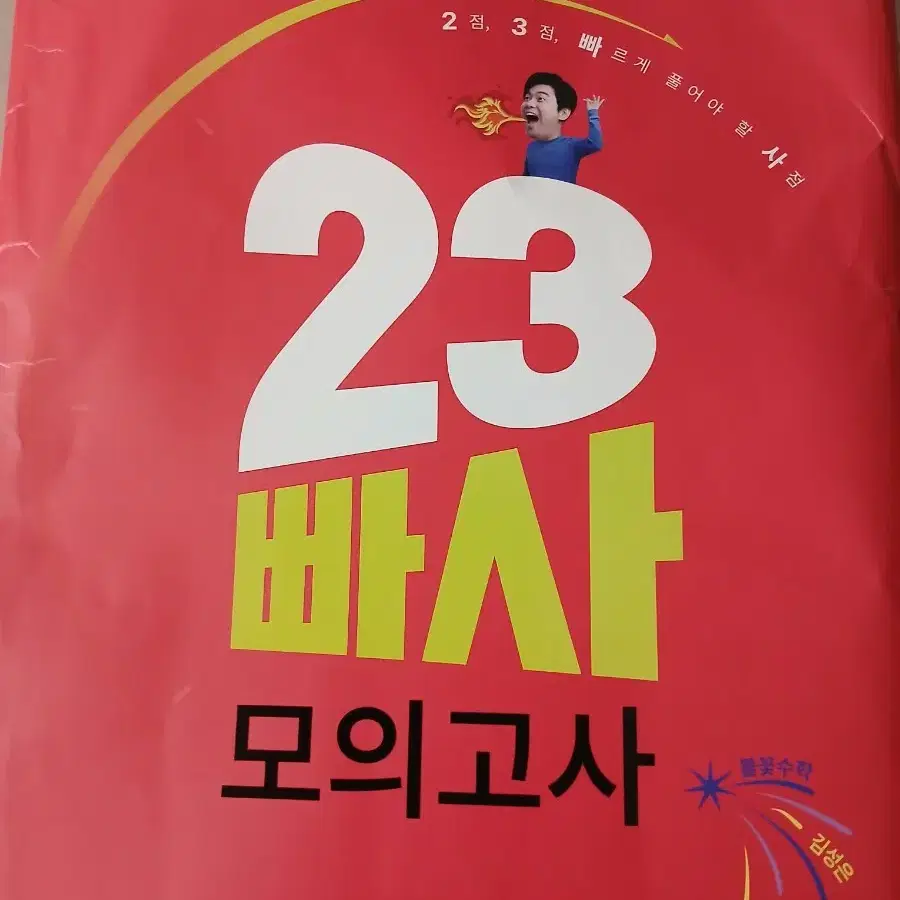 2점, 3점, 빠르게 풀어야 할 사점
23
빠사
모의고사
불꽃수학
김성은